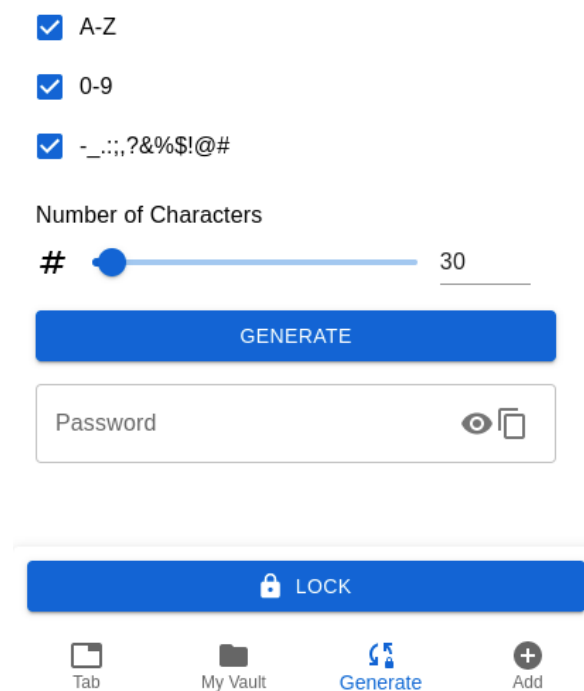 A-Z
0-9
-_.:;,?&%$!@#
Number of Characters
# 30
GENERATE
Password
LOCK
Tab My Vault Generate Add